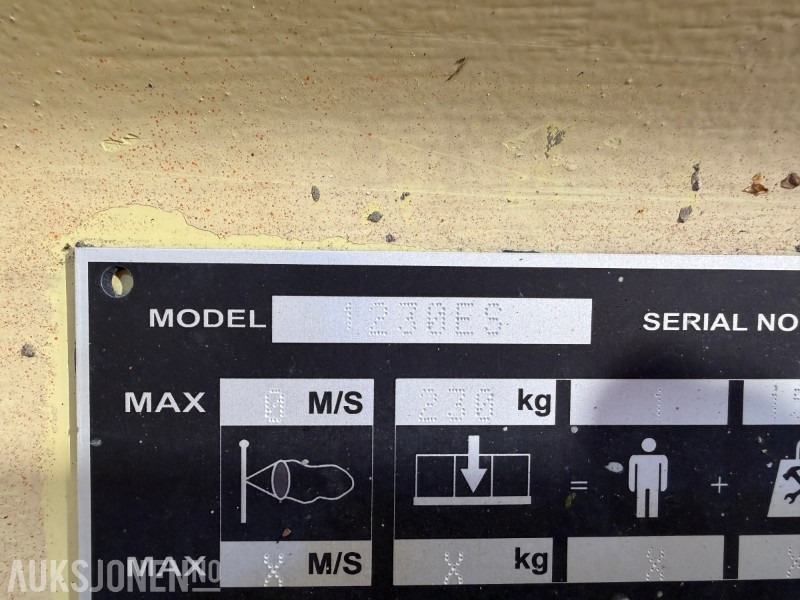 MODEL 1230ES SERIAL NO
MAX 0 M/S 230 kg 1
= +
MAX X M/S X kg X X
AUKSJONEN NO